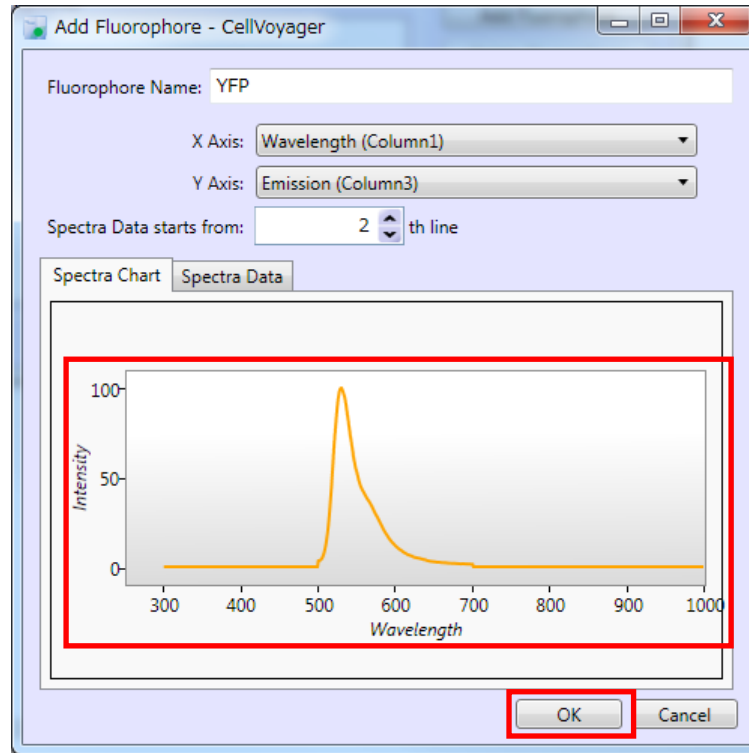 Add Fluorophore - CellVoyager
Fluorophore Name: YFP
X Axis: Wavelength (Column1)
Y Axis: Emission (Column3)
Spectra Data starts from: 2 th line
Spectra Chart Spectra Data
100
50
0
Intensity
300 400 500 600 700 800 900 1000
Wavelength
OK Cancel